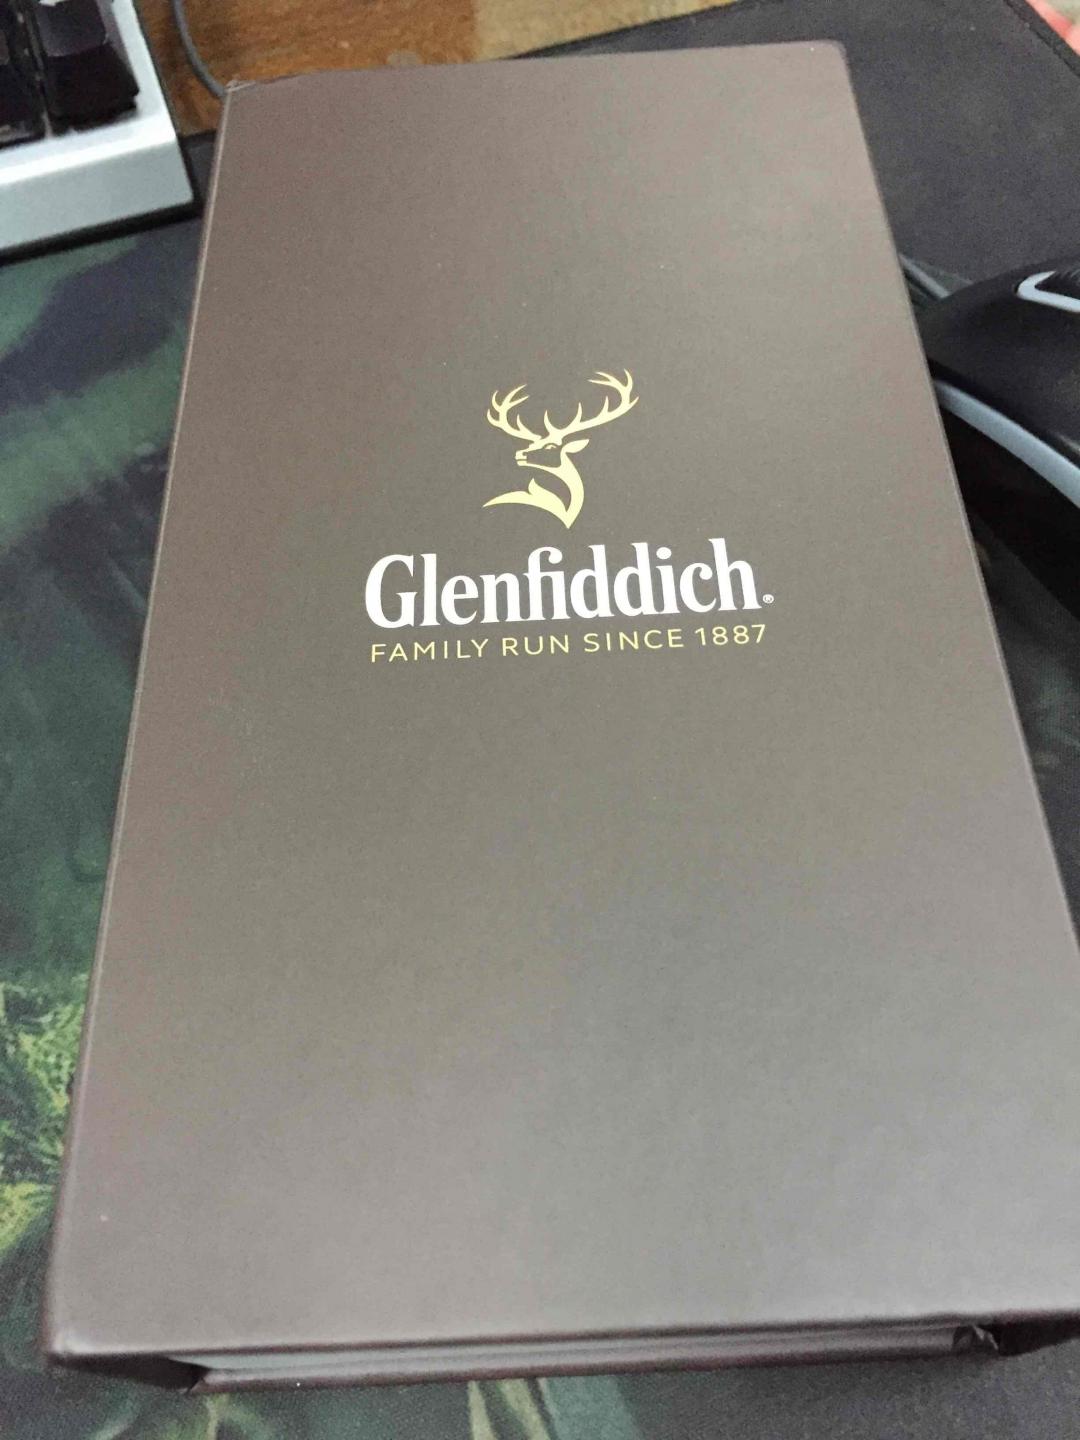 Glenfiddich®
FAMILY RUN SINCE 1887